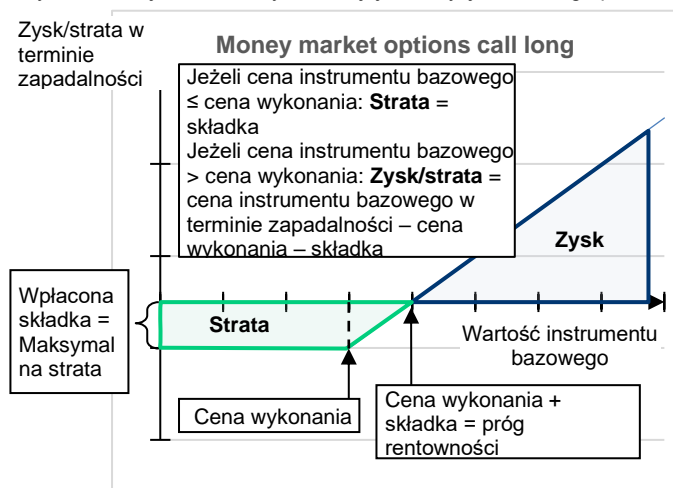 Zysk/strata w
terminie
zapadalności
Money market options call long
Jeżeli cena instrumentu bazowego
≤ cena wykonania: Strata =
składka
Jeżeli cena instrumentu bazowego
> cena wykonania: Zysk/strata =
cena instrumentu bazowego w
terminie zapadalności – cena
wykonania – składka
Zysk
Wpłacona
składka =
Maksymal
na strata
Strata
Wartość instrumentu
bazowego
Cena wykonania
Cena wykonania +
składka = próg
rentowności